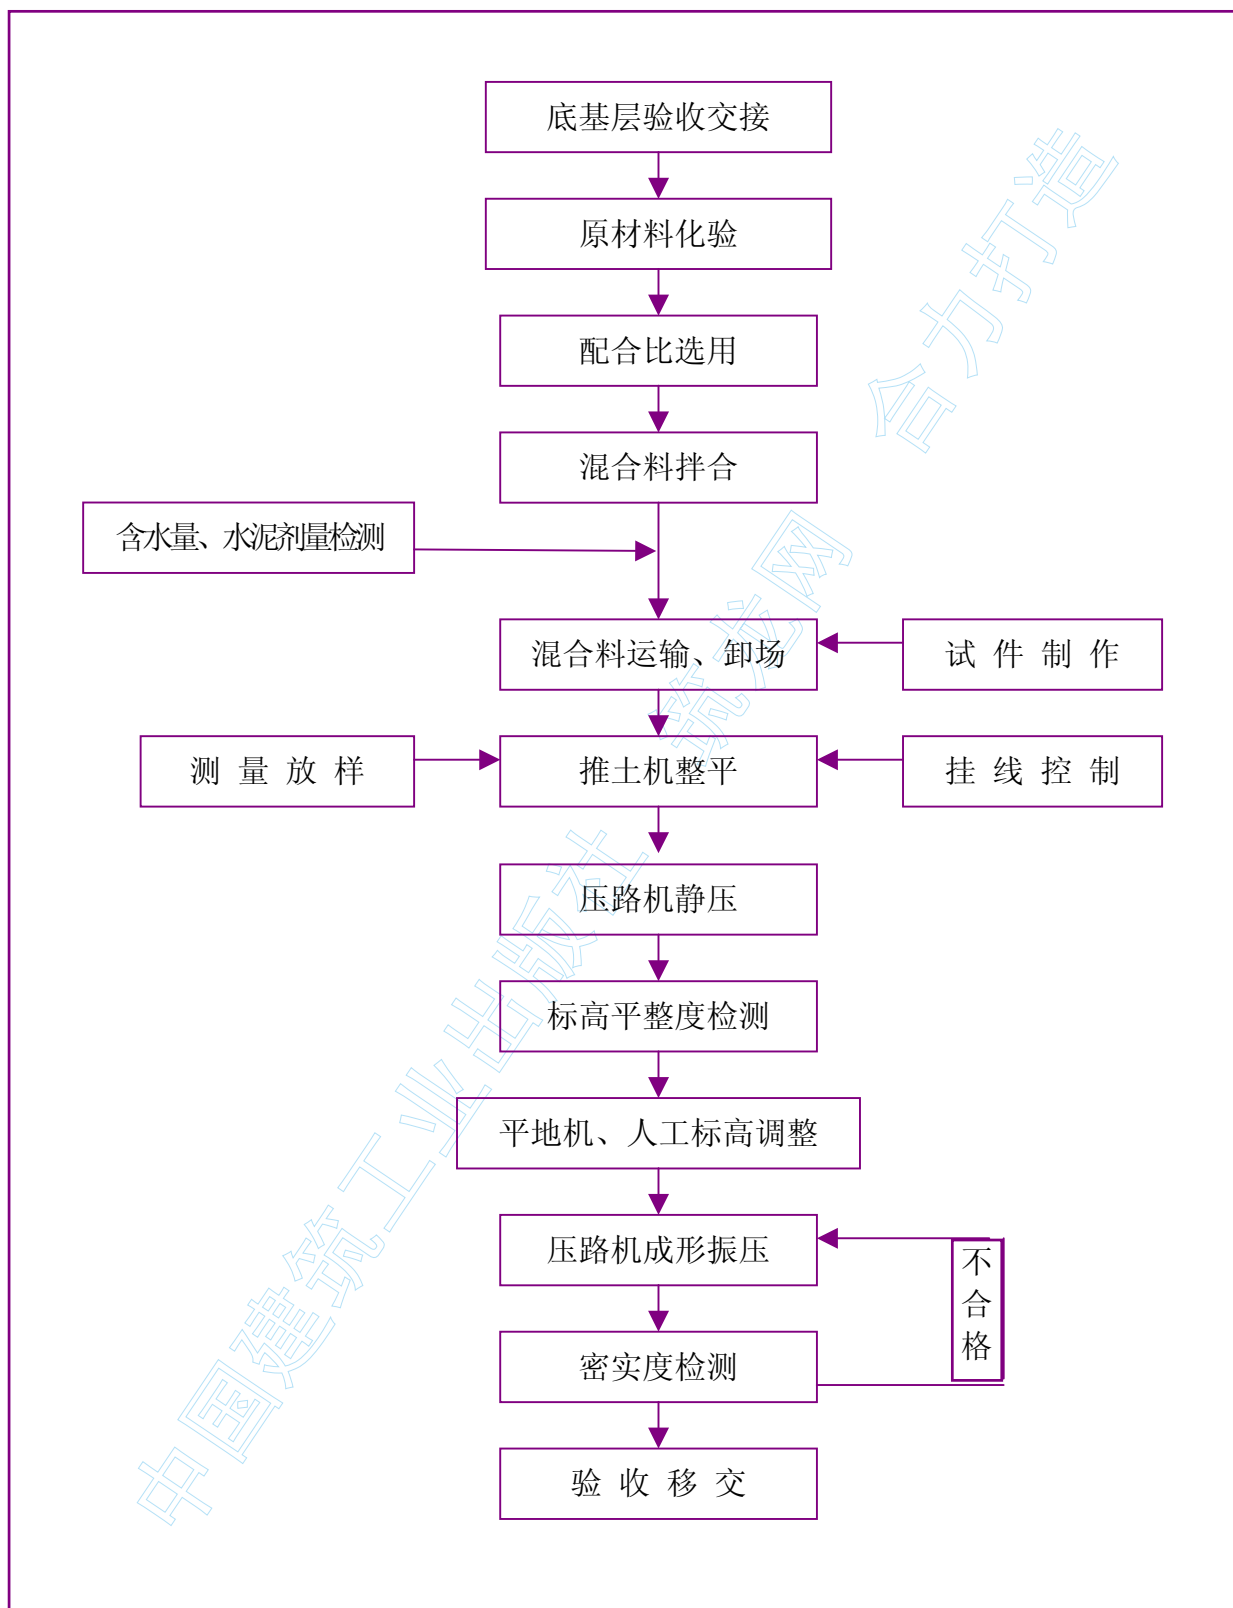 底基层验收交接
原材料化验
配合比选用
混合料拌合
含水量、水泥剂量检测
混合料运输、卸场
试 件 制 作
测 量 放 样
推土机整平
挂 线 控 制
压路机静压
标高平整度检测
平地机、人工标高调整
压路机成形振压
不
合
格
密实度检测
验 收 移 交
中国建筑工业出版社 筑龙网 合力打造